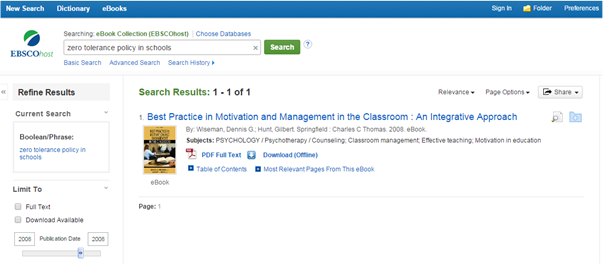 New Search Dictionary eBooks Sign In Folder Preferences
Searching: eBook Collection (EBSCOhost) Choose Databases
zero tolerance policy in schools × Search ?
EBSCOhost
Basic Search Advanced Search Search History
« Refine Results
Search Results: 1 - 1 of 1 Relevance Page Options Share
Current Search
Boolean/Phrase:
zero tolerance policy in schools
1. Best Practice in Motivation and Management in the Classroom : An Integrative Approach
By: Wiseman, Dennis G.; Hunt, Gilbert. Springfield : Charles C Thomas. 2008. eBook.
Subjects: PSYCHOLOGY / Psychotherapy / Counseling; Classroom management; Effective teaching; Motivation in education
PDF Full Text Download (Offline)
Table of Contents Most Relevant Pages From This eBook
eBook
Limit To
Full Text
Download Available
2008 Publication Date 2008
Page: 1